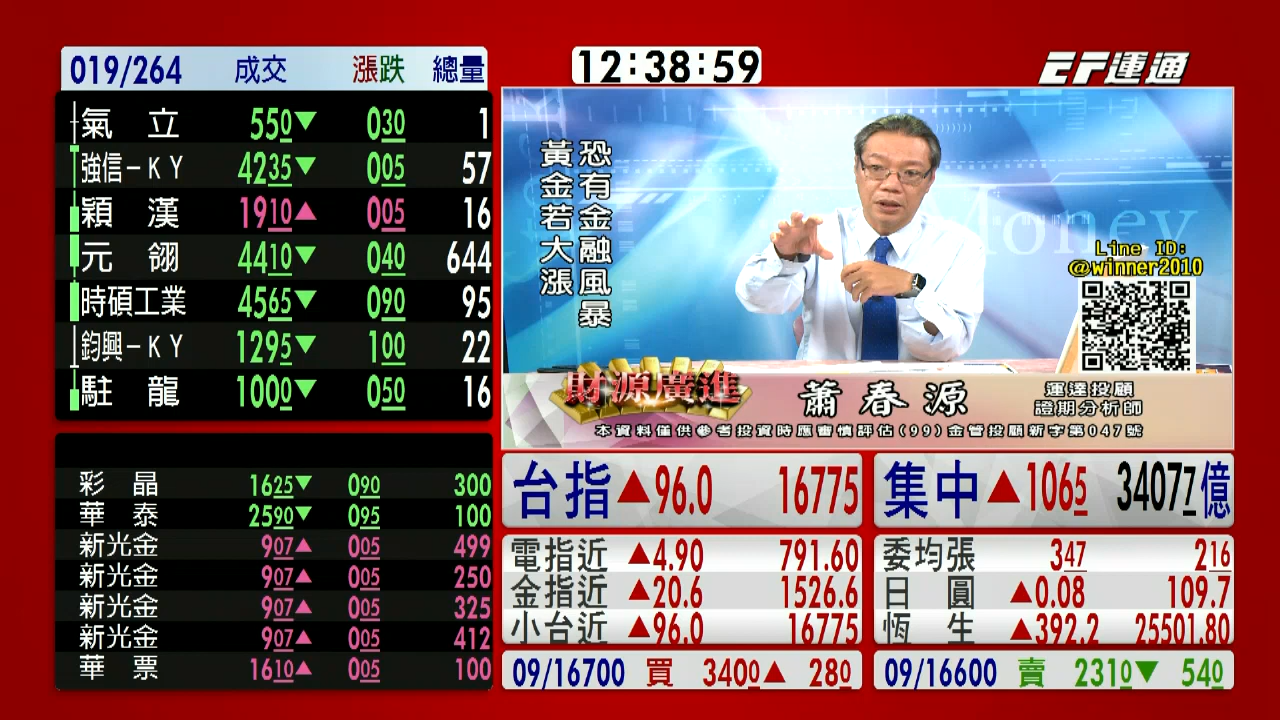 019/264 成交 漲跌 總量
氣立 550▼ 030 1
強信-KY 4235▼ 005 57
穎漢 1910▲ 005 16
元翎 4410▼ 040 644
時碩工業 4565▼ 090 95
鈞興-KY 1295▼ 100 22
駐龍 1000▼ 050 16
彩晶 1625▼ 090 300
華泰 2590▼ 095 100
新光金 907▲ 005 499
新光金 907▲ 005 250
新光金 907▲ 005 325
新光金 907▲ 005 412
華票 1610▲ 005 100
12:38:59
EF運通
恐有金融風暴
黃金若大漲
Money
Line ID:
@winner2010
財源廣進
蕭春源
運達投顧
證期分析師
本資料僅供參考投資時應審慎評估(99)金管投顧新字第047號
台指▲96.0 16775
電指近 ▲4.90 791.60
金指近 ▲20.6 1526.6
小台近 ▲96.0 16775
09/16700 買 3400▲ 280
集中▲1065 34077億
委均張 347 216
日圓 ▲0.08 109.7
恆生 ▲392.2 25501.80
09/16600 賣 2310▼ 540